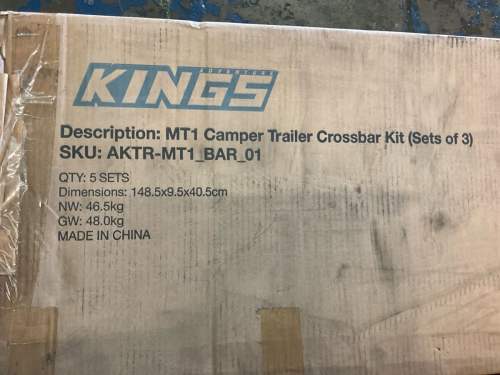 ADVENTURE
KINGS
Description: MT1 Camper Trailer Crossbar Kit (Sets of 3)
SKU: AKTR-MT1_BAR_01
QTY: 5 SETS
Dimensions: 148.5x9.5x40.5cm
NW: 46.5kg
GW: 48.0kg
MADE IN CHINA